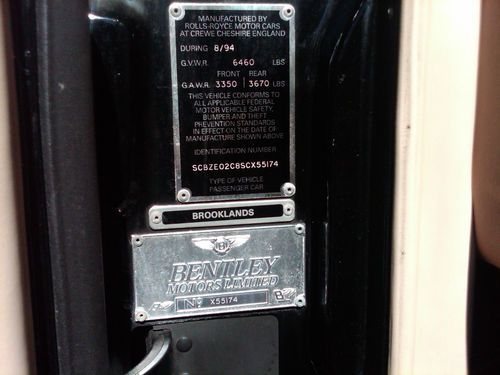 MANUFACTURED BY
ROLLS-ROYCE MOTOR CARS
AT CREWE CHESHIRE ENGLAND
DURING 8/94
G.V.W.R. 6460 LBS
FRONT REAR
G.A.W.R. 3350 3670 LBS
THIS VEHICLE CONFORMS TO
ALL APPLICABLE FEDERAL
MOTOR VEHICLE SAFETY,
BUMPER AND THEFT
PREVENTION STANDARDS
IN EFFECT ON THE DATE OF
MANUFACTURE SHOWN ABOVE
IDENTIFICATION NUMBER
SCBZE02C8SCX55174
TYPE OF VEHICLE
PASSENGER CAR
BROOKLANDS
B
BENTLEY
MOTORS LIMITED
No X55174